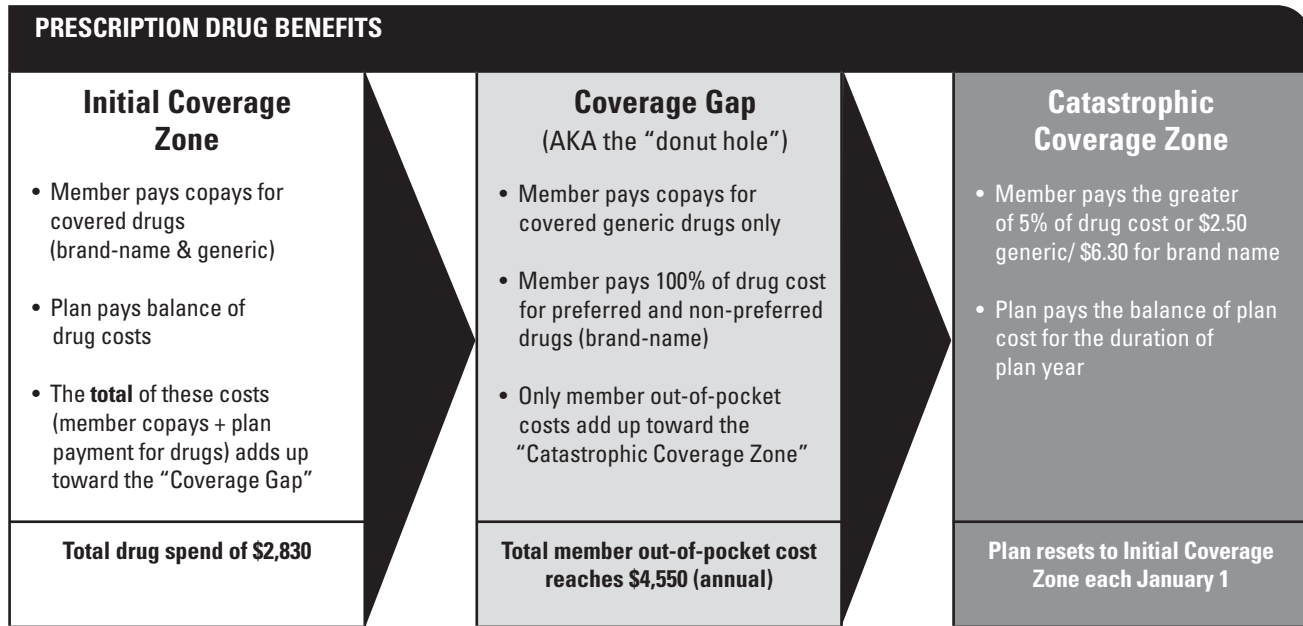 PRESCRIPTION DRUG BENEFITS
Initial Coverage
Zone
• Member pays copays for
covered drugs
(brand-name & generic)
• Plan pays balance of
drug costs
• The total of these costs
(member copays + plan
payment for drugs) adds up
toward the “Coverage Gap”
Total drug spend of $2,830
Coverage Gap
(AKA the “donut hole”)
• Member pays copays for
covered generic drugs only
• Member pays 100% of drug cost
for preferred and non-preferred
drugs (brand-name)
• Only member out-of-pocket
costs add up toward the
“Catastrophic Coverage Zone”
Total member out-of-pocket cost
reaches $4,550 (annual)
Catastrophic
Coverage Zone
• Member pays the greater
of 5% of drug cost or $2.50
generic/ $6.30 for brand name
• Plan pays the balance of plan
cost for the duration of
plan year
Plan resets to Initial Coverage
Zone each January 1